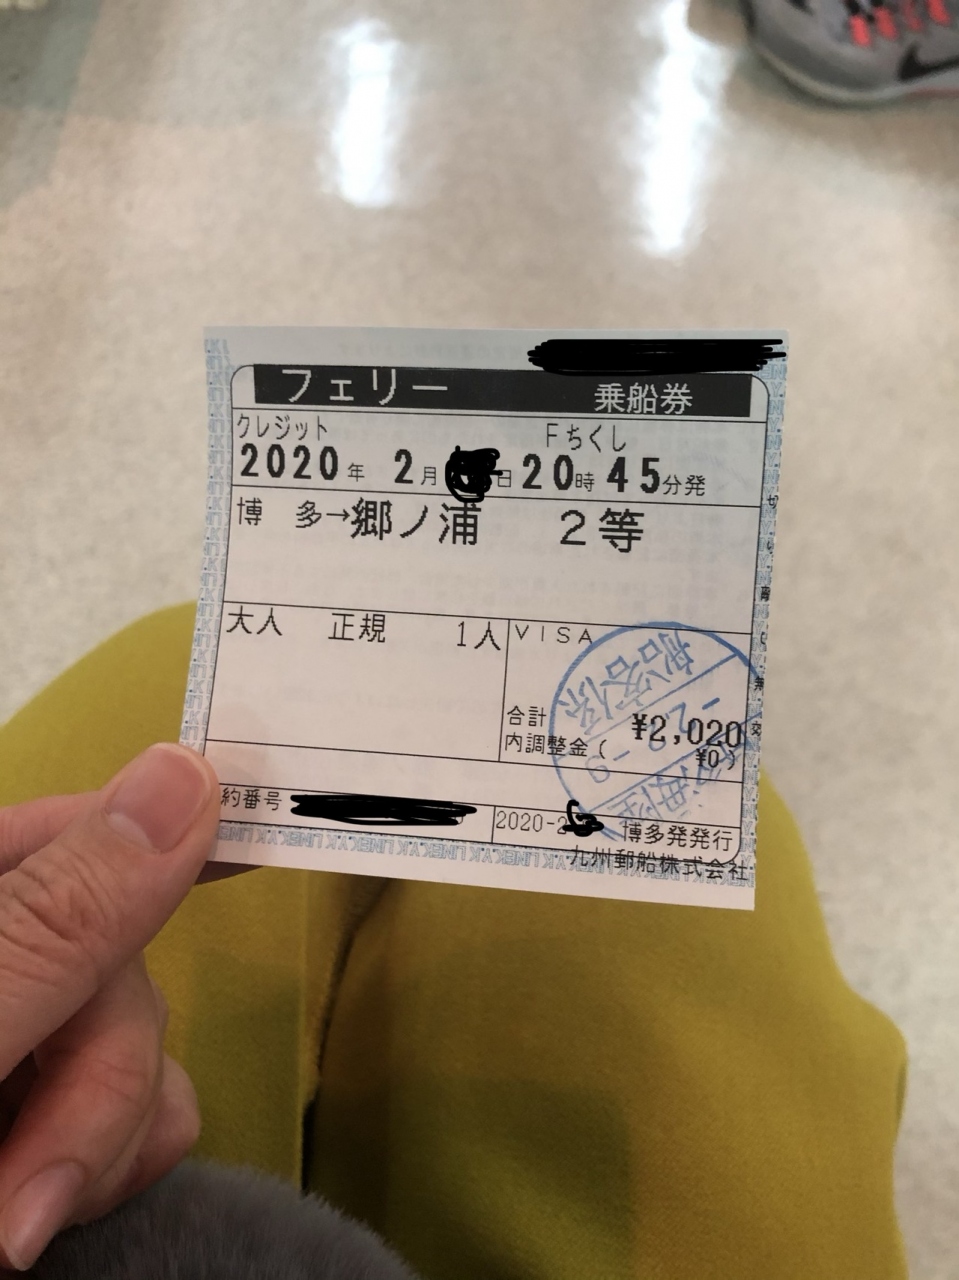 フェリー 乗船券
クレジット Fちくし
2020年 2月 日 20時45分発
博 多→郷ノ浦 2等
大人 正規 1人
VISA
合計 ¥2,020
内調整金( ¥0)
約番号
2020-2 博多発発行
九州郵船株式会社